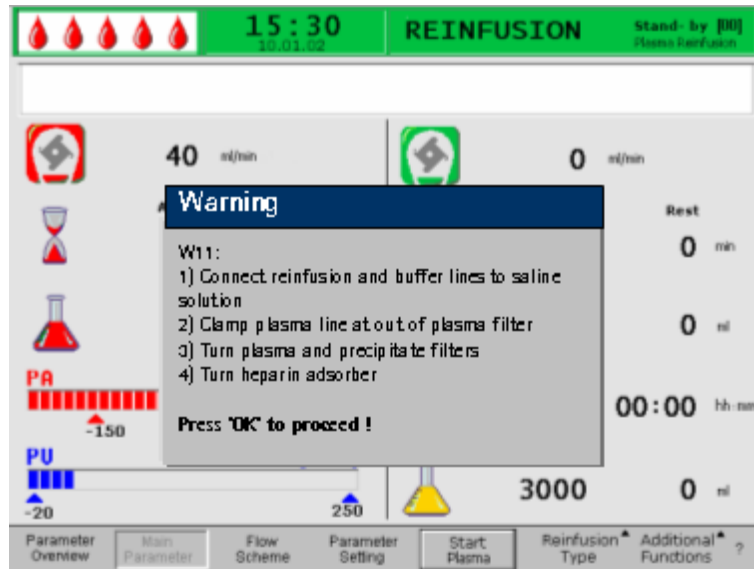 15:30
10.01.02
REINFUSION
Stand-by [00]
Plasma Reinfusion
40 ml/min
0 ml/min
Warning
W11:
1) Connect reinfusion and buffer lines to saline
solution
2) Clamp plasma line at out of plasma filter
3) Turn plasma and precipitate filters
4) Turn heparin adsorber
Press "OK" to proceed !
A
Rest
0 min
0 ml
PA
-150
00:00 hh:mm
PV
-20
250
3000
0 ml
Parameter Overview
Main Parameter
Flow Scheme
Parameter Setting
Start Plasma
Reinfusion Type
Additional Functions
?